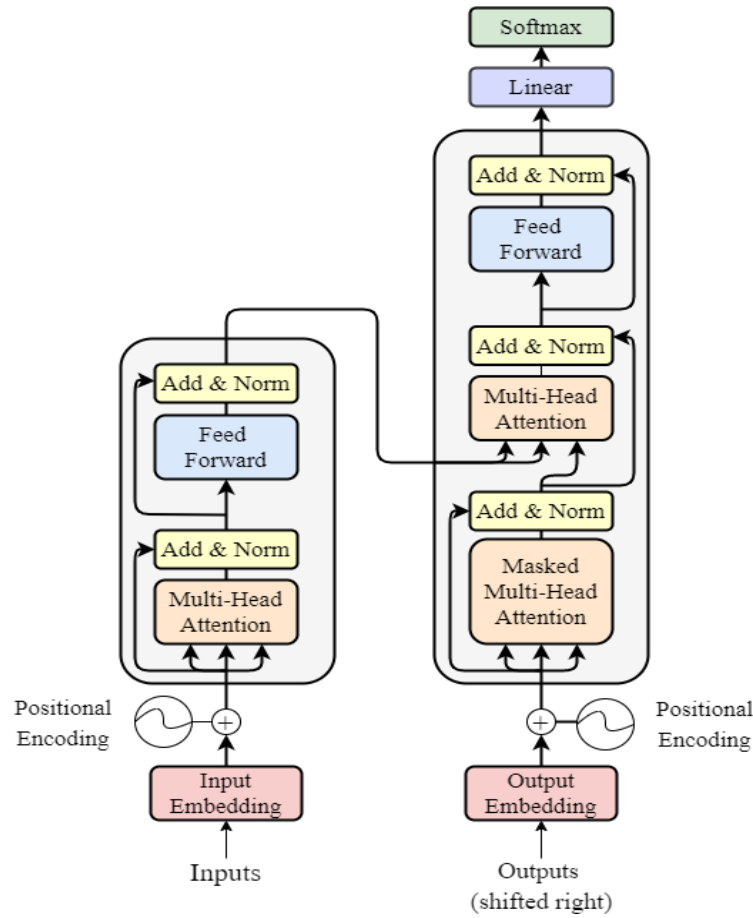 Softmax
Linear
Add & Norm
Feed
Forward
Add & Norm
Multi-Head
Attention
Add & Norm
Masked
Multi-Head
Attention
Add & Norm
Feed
Forward
Add & Norm
Multi-Head
Attention
Positional
Encoding
Positional
Encoding
Input
Embedding
Output
Embedding
Inputs
Outputs
(shifted right)